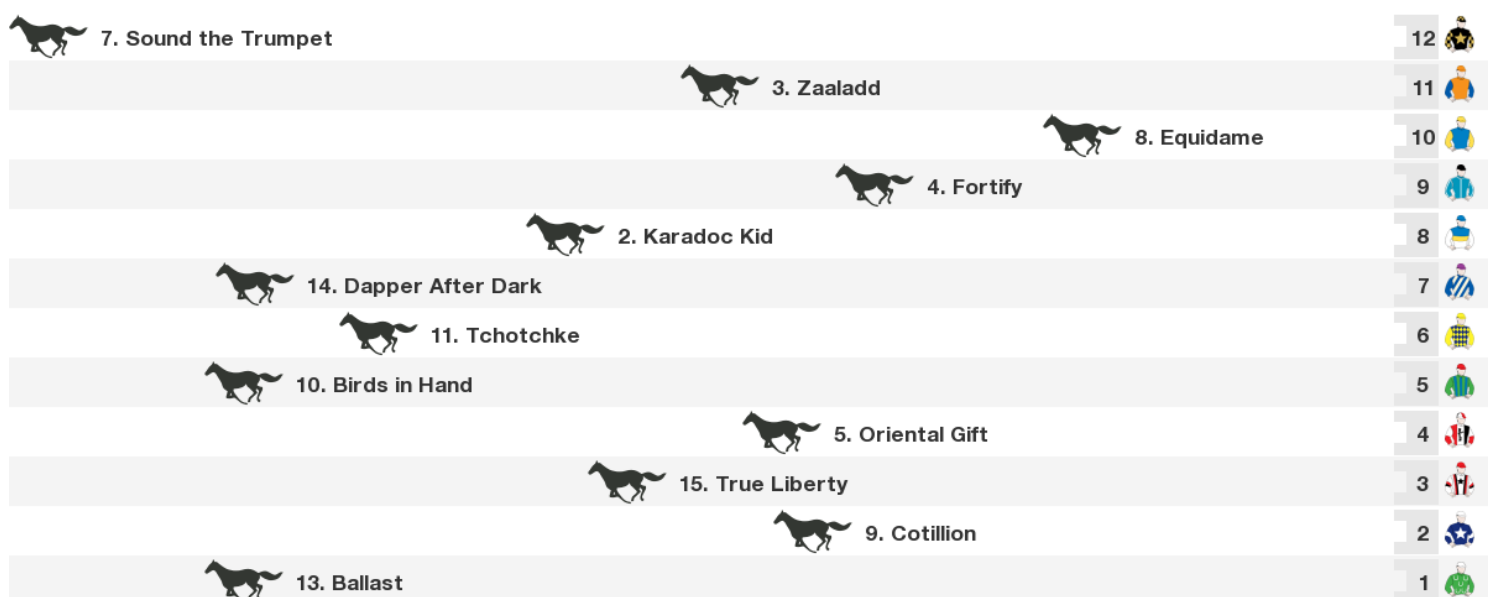 7. Sound the Trumpet 12
3. Zaaladd 11
8. Equidame 10
4. Fortify 9
2. Karadoc Kid 8
14. Dapper After Dark 7
11. Tchotchke 6
10. Birds in Hand 5
5. Oriental Gift 4
15. True Liberty 3
9. Cotillion 2
13. Ballast 1